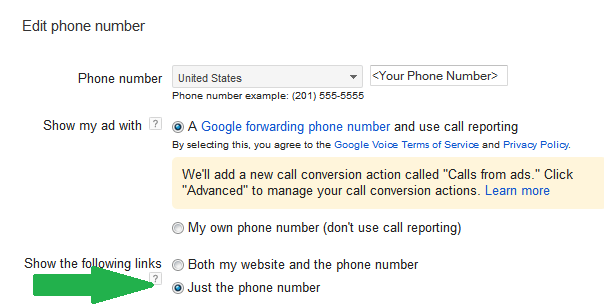 Edit phone number
Phone number United States <Your Phone Number>
Phone number example: (201) 555-5555
Show my ad with ? A Google forwarding phone number and use call reporting
By selecting this, you agree to the Google Voice Terms of Service and Privacy Policy.
We'll add a new call conversion action called "Calls from ads." Click
"Advanced" to manage your call conversion actions. Learn more
My own phone number (don't use call reporting)
Show the following links Both my website and the phone number
? Just the phone number